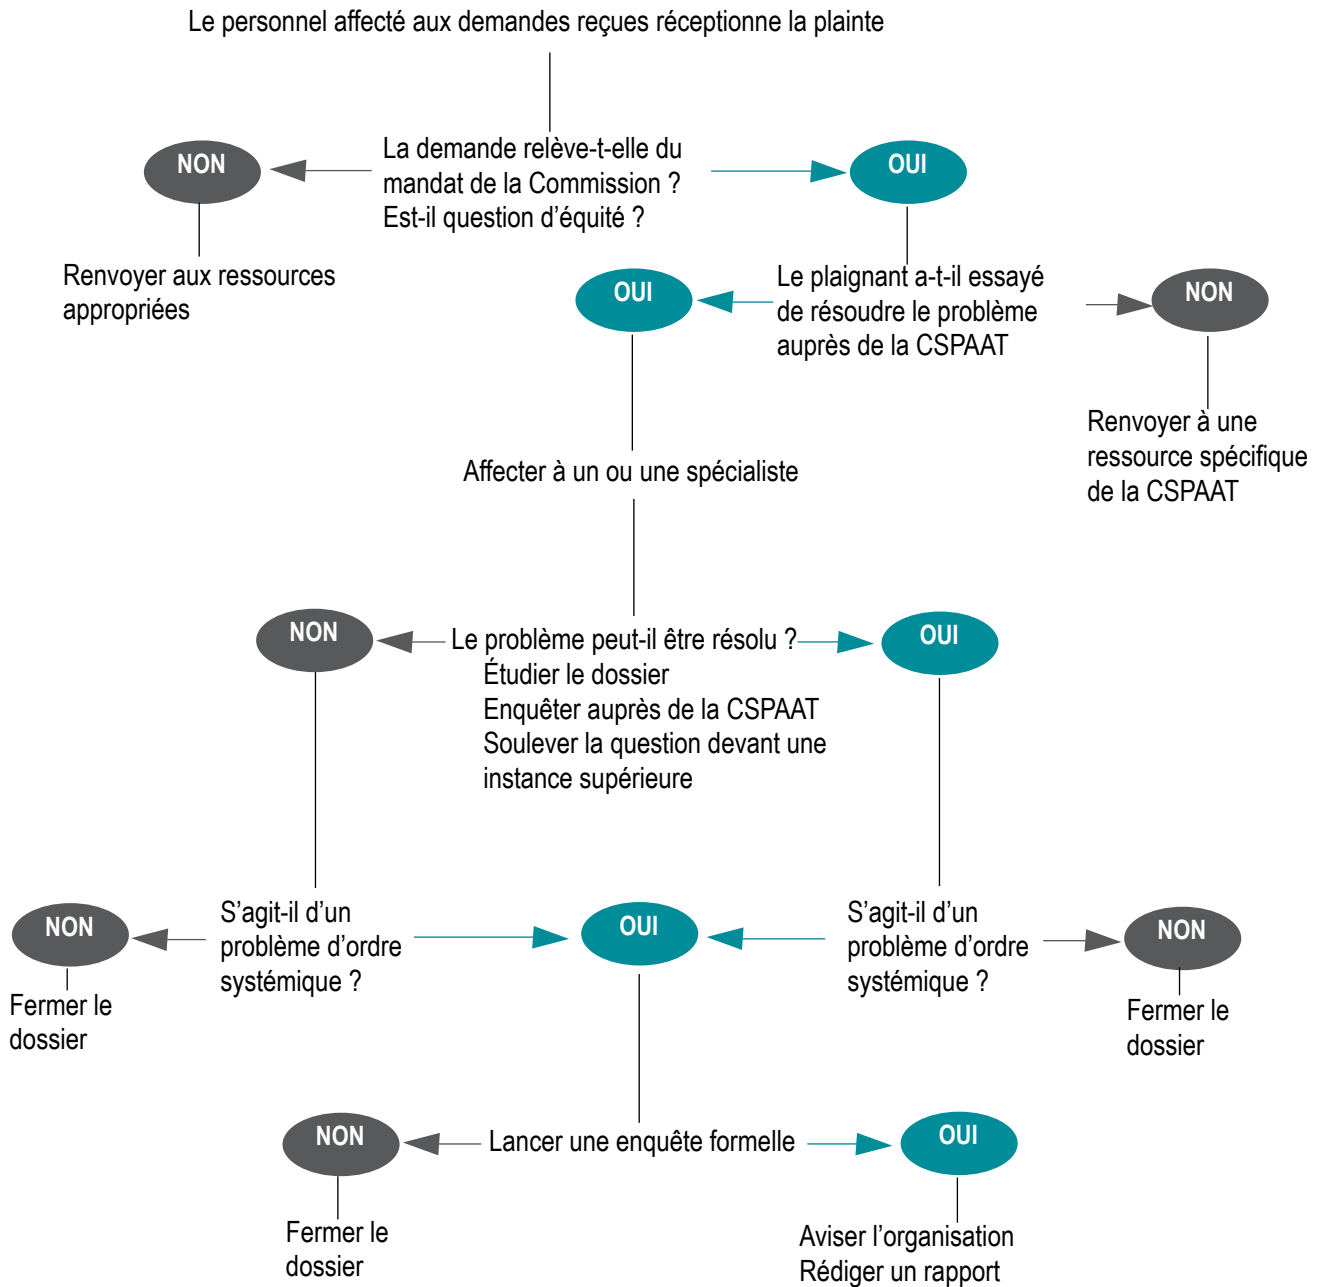 Le personnel affecté aux demandes reçues réceptionne la plainte
NON
La demande relève-t-elle du
mandat de la Commission ?
Est-il question d’équité ?
OUI
Renvoyer aux ressources
appropriées
OUI
Le plaignant a-t-il essayé
de résoudre le problème
auprès de la CSPAAT
NON
Renvoyer à une
ressource spécifique
de la CSPAAT
Affecter à un ou une spécialiste
NON
Le problème peut-il être résolu ?
Étudier le dossier
Enquêter auprès de la CSPAAT
Soulever la question devant une
instance supérieure
OUI
NON
S’agit-il d’un
problème d’ordre
systémique ?
OUI
S’agit-il d’un
problème d’ordre
systémique ?
NON
Fermer le
dossier
Fermer le
dossier
NON
Lancer une enquête formelle
OUI
Fermer le
dossier
Aviser l’organisation
Rédiger un rapport